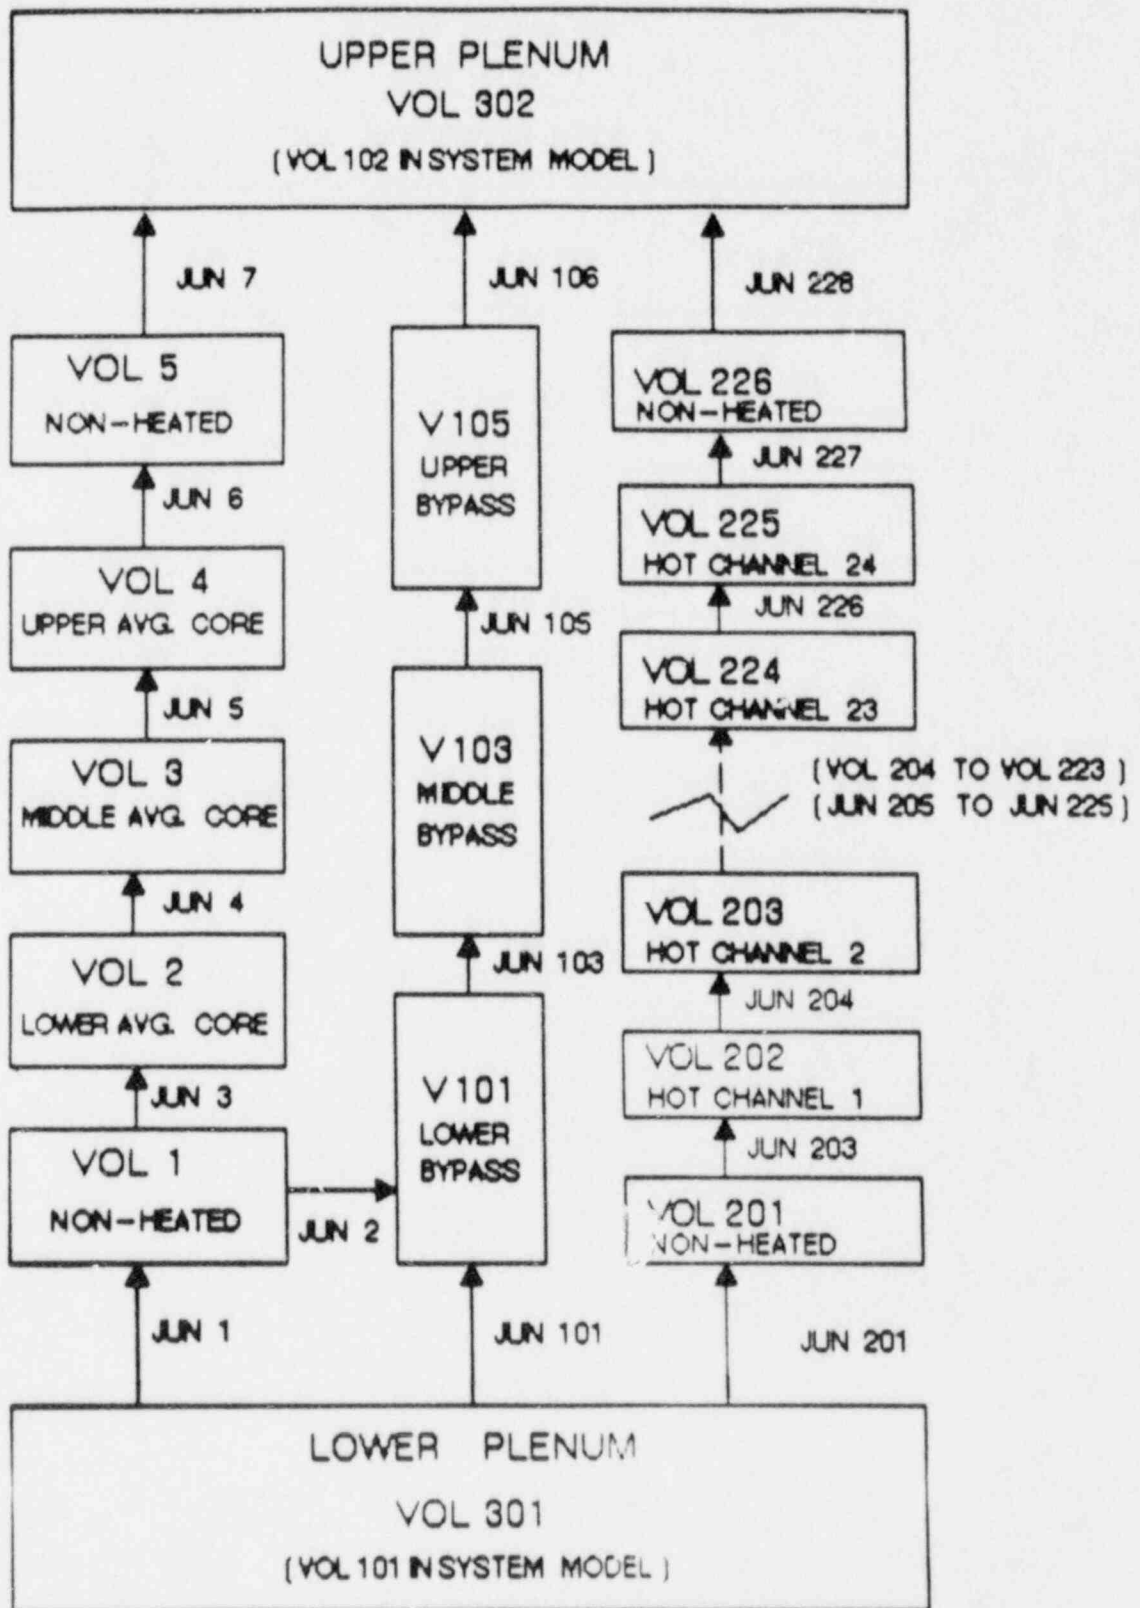 UPPER PLENUM
VOL 302
(VOL 102 IN SYSTEM MODEL)
JUN 7
JUN 106
JUN 228
VOL 5
NON-HEATED
JUN 6
VOL 4
UPPER AVG. CORE
JUN 5
VOL 3
MIDDLE AVG. CORE
JUN 4
VOL 2
LOWER AVG. CORE
JUN 3
VOL 1
NON-HEATED
JUN 2
JUN 1
V 105
UPPER
BYPASS
JUN 105
V 103
MIDDLE
BYPASS
JUN 103
V 101
LOWER
BYPASS
JUN 101
VOL 226
NON-HEATED
JUN 227
VOL 225
HOT CHANNEL 24
JUN 226
VOL 224
HOT CHANNEL 23
(VOL 204 TO VOL 223)
(JUN 205 TO JUN 225)
VOL 203
HOT CHANNEL 2
JUN 204
VOL 202
HOT CHANNEL 1
JUN 203
VOL 201
NON-HEATED
JUN 201
LOWER PLENUM
VOL 301
(VOL 101 IN SYSTEM MODEL)